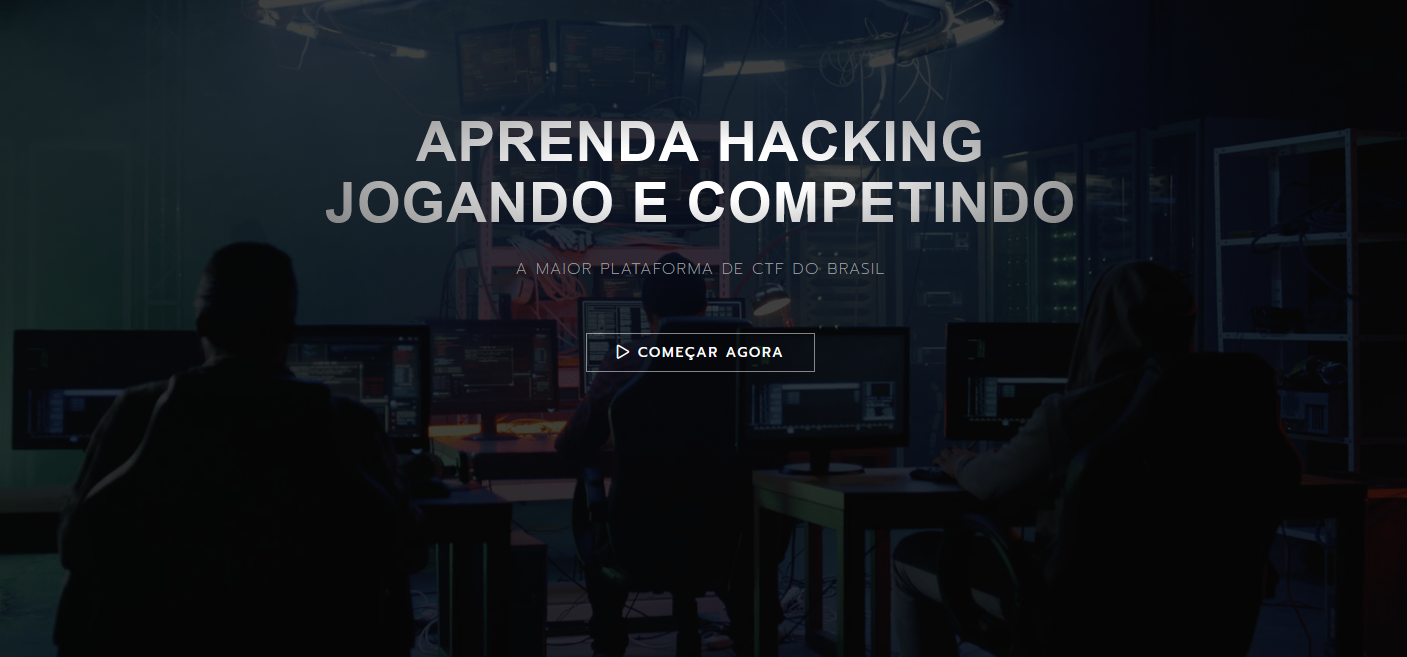 APRENDA HACKING
JOGANDO E COMPETINDO
A MAIOR PLATAFORMA DE CTF DO BRASIL
COMEÇAR AGORA